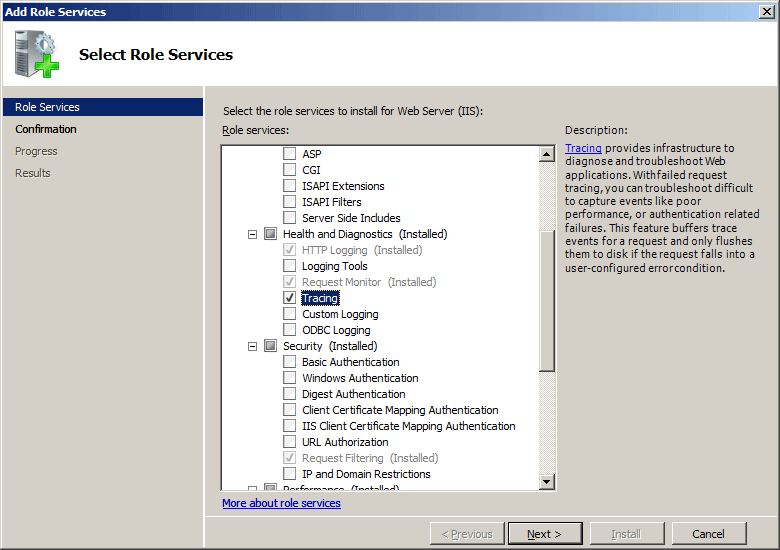 Add Role Services
Select Role Services
Role Services
Confirmation
Progress
Results
Select the role services to install for Web Server (IIS):
Role services:
ASP
CGI
ISAPI Extensions
ISAPI Filters
Server Side Includes
Health and Diagnostics (Installed)
HTTP Logging (Installed)
Logging Tools
Request Monitor (Installed)
Tracing
Custom Logging
ODBC Logging
Security (Installed)
Basic Authentication
Windows Authentication
Digest Authentication
Client Certificate Mapping Authentication
IIS Client Certificate Mapping Authentication
URL Authorization
Request Filtering (Installed)
IP and Domain Restrictions
Performance (Installed)
More about role services
Description:
Tracing provides infrastructure to
diagnose and troubleshoot Web
applications. Withfailed request
tracing, you can troubleshoot difficult
to capture events like poor
performance, or authentication related
failures. This feature buffers trace
events for a request and only flushes
them to disk if the request falls into a
user-configured errorcondition.
< Previous
Next >
Install
Cancel